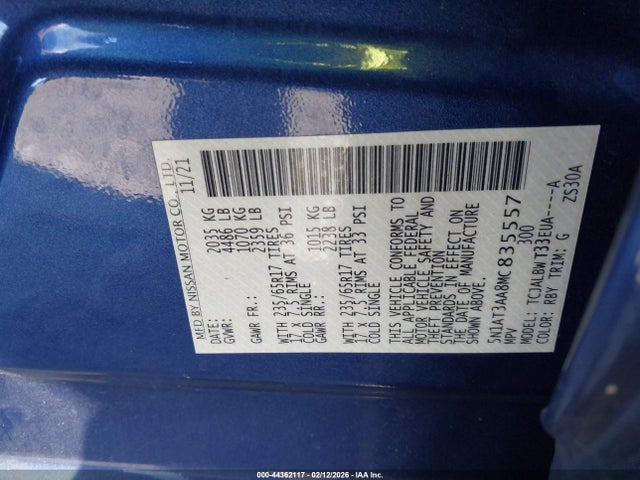 MFD BY NISSAN MOTOR CO., LTD.
DATE: 11/21
GVWR: 2035 KG
4486 LB
GAWR FR.: 1070 KG
2359 LB
WITH 235/65R17 TIRES
17 X 7.5 RIMS AT 36 PSI
COLD SINGLE
GAWR RR.: 1015 KG
2238 LB
WITH 235/65R17 TIRES
17 X 7.5 RIMS AT 33 PSI
COLD SINGLE
THIS VEHICLE CONFORMS TO
ALL APPLICABLE FEDERAL
MOTOR VEHICLE SAFETY AND
THEFT PREVENTION
STANDARDS IN EFFECT ON
THE DATE OF MANUFACTURE
SHOWN ABOVE.
5N1AT3AA8MC835557
MPV 300
MODEL: TCJALBWT33EUA----A
COLOR: RBY TRIM: G ZS30A
000-44362117 - 02/12/2026 - IAA Inc.